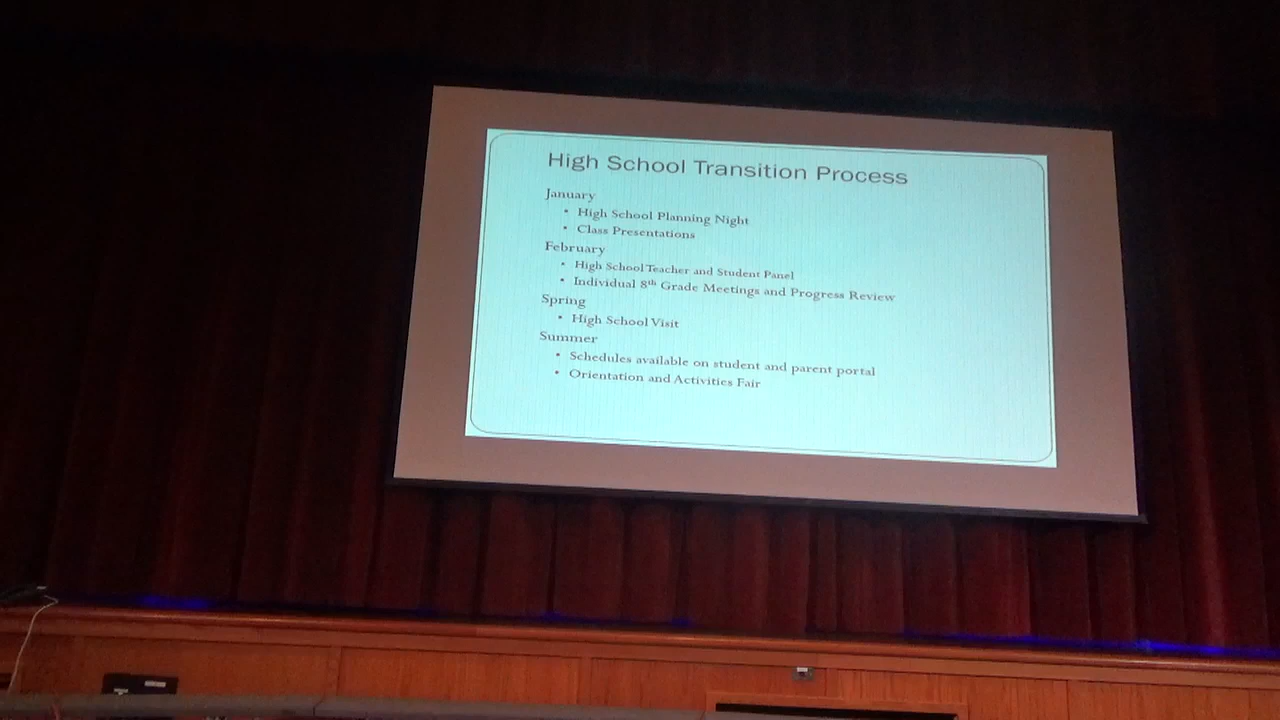 High School Transition Process
January
• High School Planning Night
• Class Presentations
February
• High School Teacher and Student Panel
• Individual 8th Grade Meetings and Progress Review
Spring
• High School Visit
Summer
• Schedules available on student and parent portal
• Orientation and Activities Fair